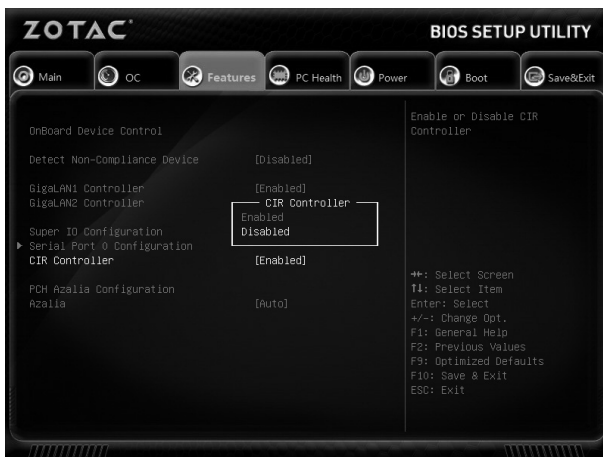 ZOTAC
BIOS SETUP UTILITY
Main OC Features PC Health Power Boot Save&Exit
OnBoard Device Control
Detect Non-Compliance Device [Disabled]
GigaLAN1 Controller [Enabled]
GigaLAN2 Controller
CIR Controller
Enabled
Disabled
Super IO Configuration
Serial Port 0 Configuration
CIR Controller [Enabled]
PCH Azalia Configuration
Azalia [Auto]
Enable or Disable CIR
Controller
→←: Select Screen
↑↓: Select Item
Enter: Select
+/-: Change Opt.
F1: General Help
F2: Previous Values
F9: Optimized Defaults
F10: Save & Exit
ESC: Exit